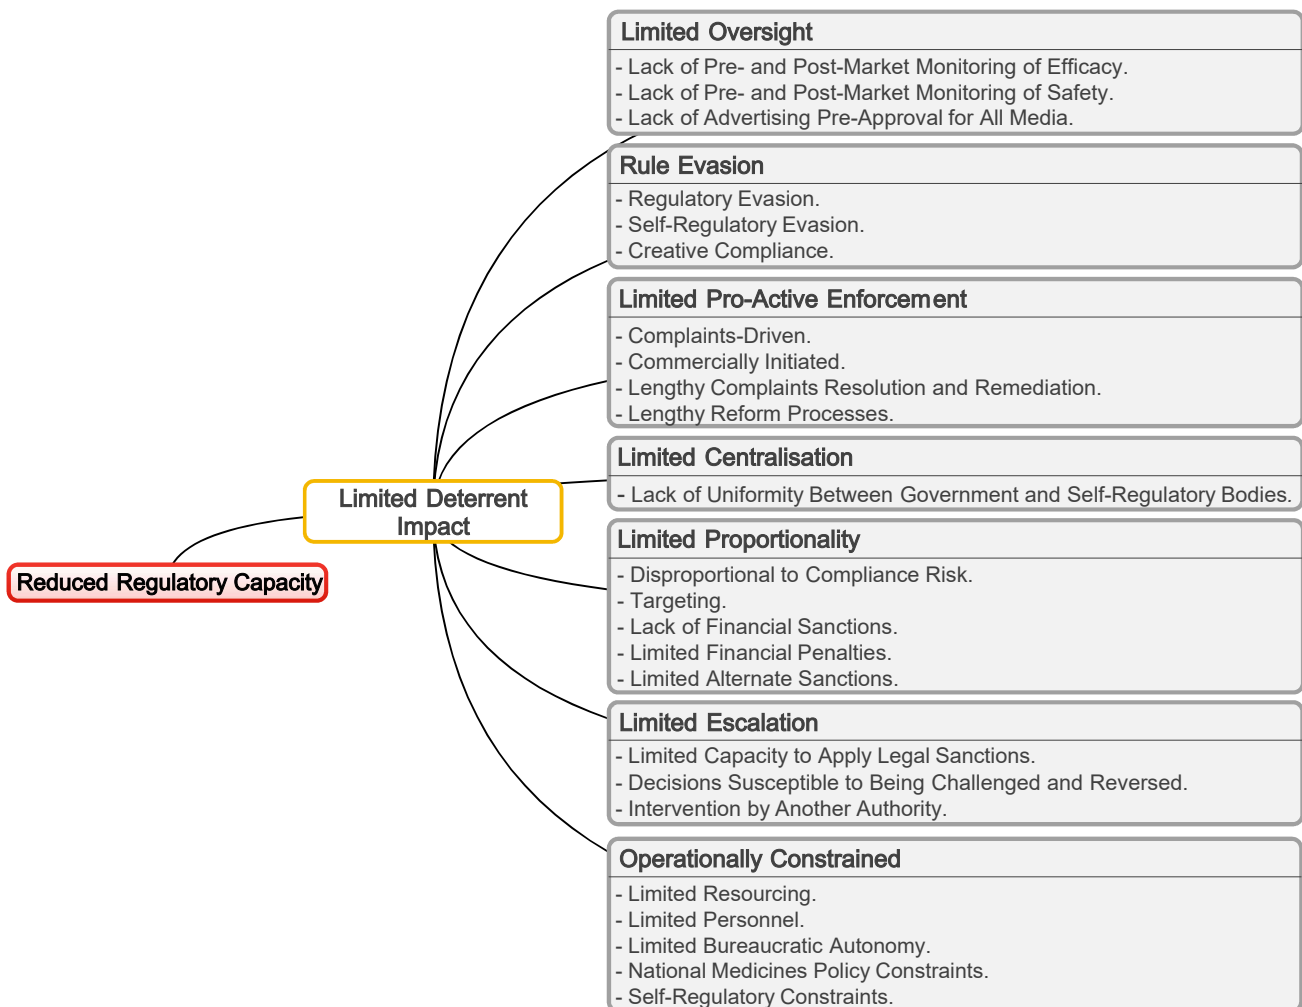 Limited Oversight
- Lack of Pre- and Post-Market Monitoring of Efficacy.
- Lack of Pre- and Post-Market Monitoring of Safety.
- Lack of Advertising Pre-Approval for All Media.
Rule Evasion
- Regulatory Evasion.
- Self-Regulatory Evasion.
- Creative Compliance.
Limited Pro-Active Enforcement
- Complaints-Driven.
- Commercially Initiated.
- Lengthy Complaints Resolution and Remediation.
- Lengthy Reform Processes.
Limited Centralisation
- Lack of Uniformity Between Government and Self-Regulatory Bodies.
Limited Deterrent
Impact
Reduced Regulatory Capacity
Limited Proportionality
- Disproportional to Compliance Risk.
- Targeting.
- Lack of Financial Sanctions.
- Limited Financial Penalties.
- Limited Alternate Sanctions.
Limited Escalation
- Limited Capacity to Apply Legal Sanctions.
- Decisions Susceptible to Being Challenged and Reversed.
- Intervention by Another Authority.
Operationally Constrained
- Limited Resourcing.
- Limited Personnel.
- Limited Bureaucratic Autonomy.
- National Medicines Policy Constraints.
- Self-Regulatory Constraints.